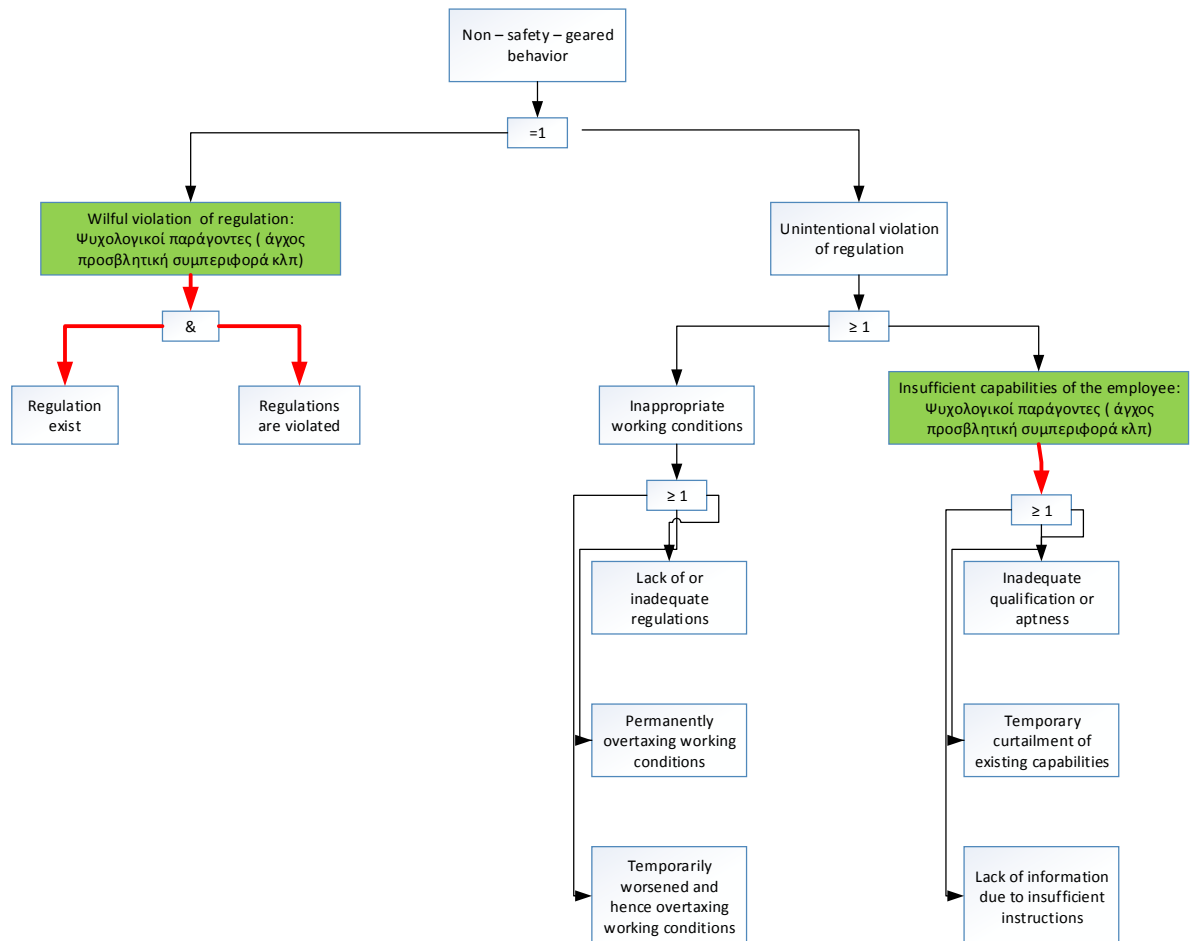 Non – safety – geared
behavior
=1
Wilful violation  of regulation:
Ψυχολογικοί παράγοντες ( άγχος
προσβλητική συμπεριφορά κλπ)
Unintentional violation
of regulation
&
≥ 1
Regulation
exist
Regulations
are violated
Inappropriate
working conditions
Insufficient capabilities of the employee:
Ψυχολογικοί παράγοντες ( άγχος
προσβλητική συμπεριφορά κλπ)
≥ 1
≥ 1
Lack of or
inadequate
regulations
Inadequate
qualification or
aptness
Permanently
overtaxing working
conditions
Temporary
curtailment of
existing capabilities
Temporarily
worsened and
hence overtaxing
working conditions
Lack of information
due to insufficient
instructions